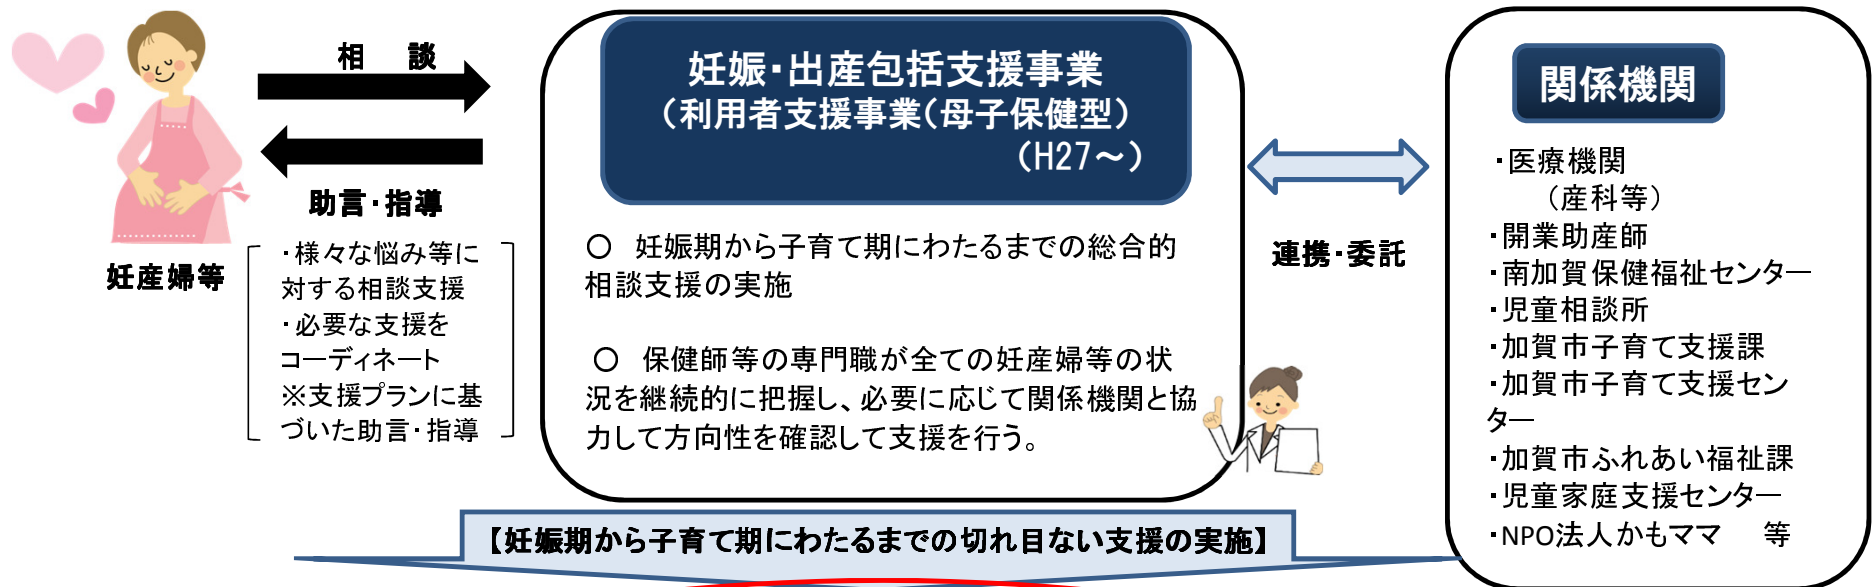 相　談
助言・指導
妊産婦等
・様々な悩み等に
対する相談支援
・必要な支援を
コーディネート
※支援プランに基
づいた助言・指導
妊娠・出産包括支援事業
（利用者支援事業（母子保健型）
（H27～）
○　妊娠期から子育て期にわたるまでの総合的
相談支援の実施
○　保健師等の専門職が全ての妊産婦等の状
況を継続的に把握し、必要に応じて関係機関と協
力して方向性を確認して支援を行う。
連携・委託
関係機関
・医療機関
（産科等）
・開業助産師
・南加賀保健福祉センター
・児童相談所
・加賀市子育て支援課
・加賀市子育て支援セン
ター
・加賀市ふれあい福祉課
・児童家庭支援センター
・NPO法人かもママ　等
【妊娠期から子育て期にわたるまでの切れ目ない支援の実施】